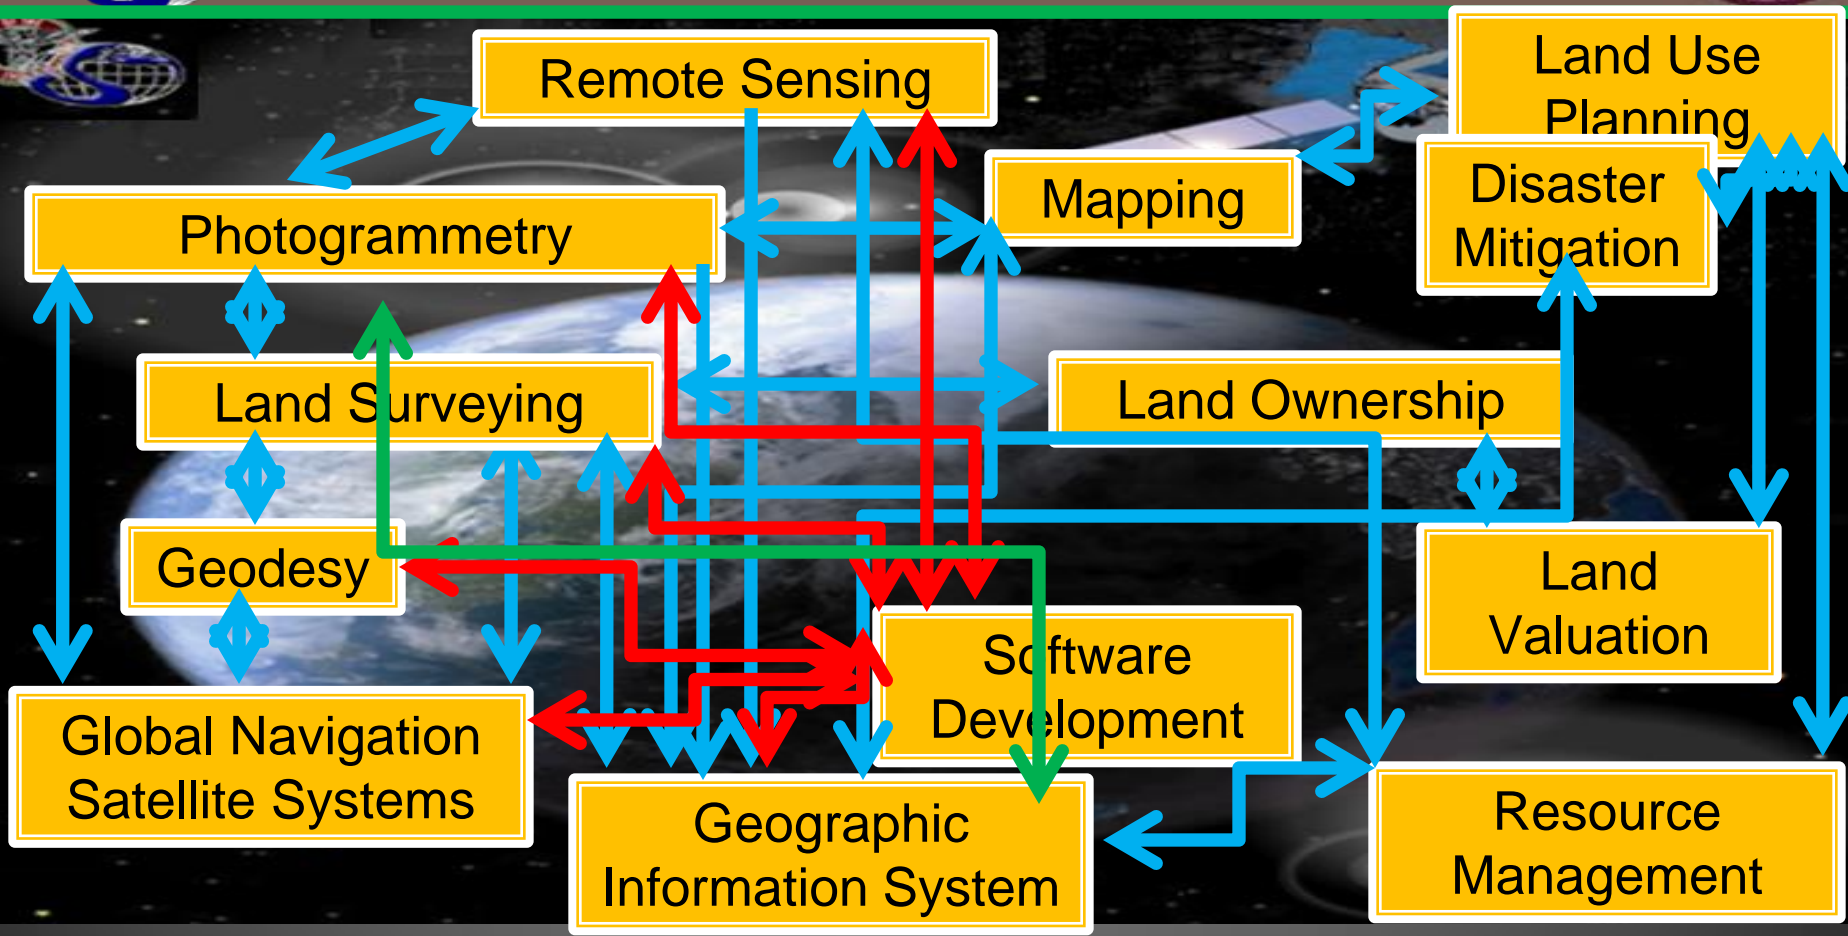 Remote Sensing
Land Use
Planning
Mapping
Disaster
Mitigation
Photogrammetry
Land Surveying
Land Ownership
Geodesy
Land
Valuation
Software
Development
Global Navigation
Satellite Systems
Geographic
Information System
Resource
Management